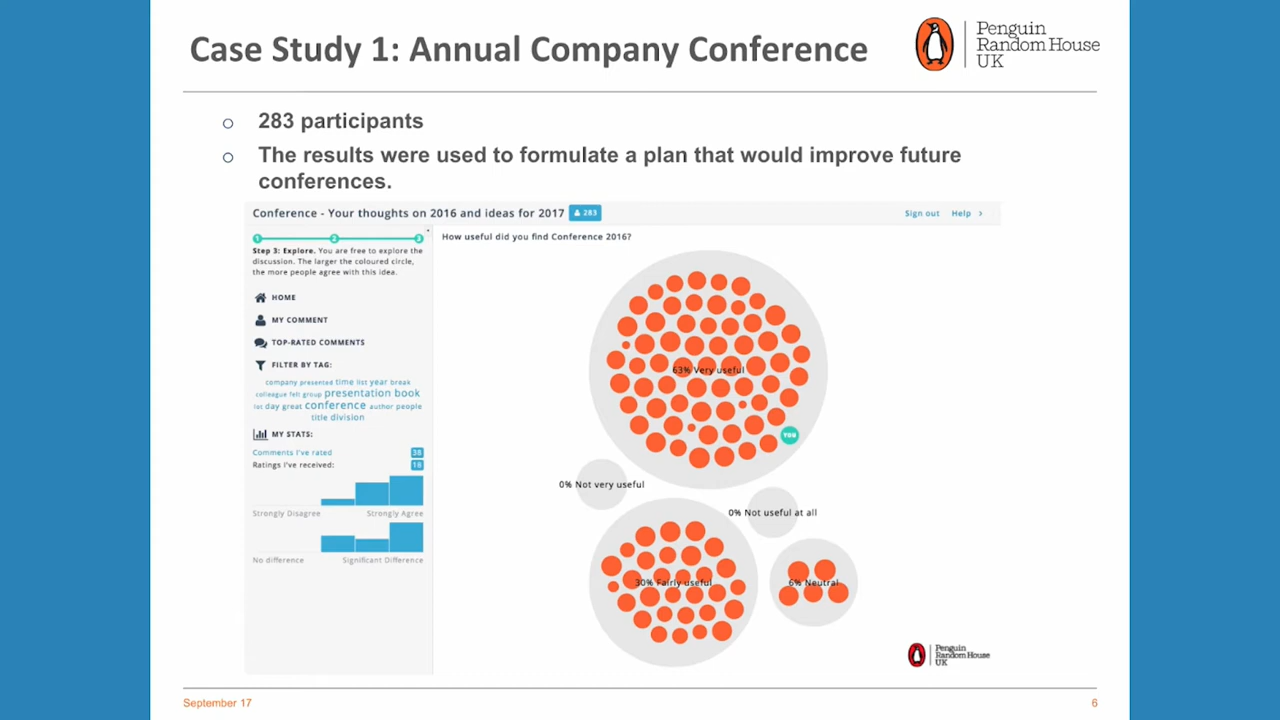 Case Study 1: Annual Company Conference
Penguin
Random House
UK
o 283 participants
o The results were used to formulate a plan that would improve future
conferences.
Conference - Your thoughts on 2016 and ideas for 2017 283
Sign out Help >
1 2 3
Step 3: Explore. You are free to explore the
discussion. The larger the coloured circle,
the more people agree with this idea.
HOME
MY COMMENT
TOP-RATED COMMENTS
FILTER BY TAG:
company presented time list year break
colleague felt group presentation book
lot day great conference author people
title division
MY STATS:
Comments I've rated 38
Ratings I've received: 18
Strongly Disagree Strongly Agree
No difference Significant Difference
How useful did you find Conference 2016?
63% Very useful
YOU
0% Not very useful
0% Not useful at all
30% Fairly useful
6% Neutral
Penguin
Random House
UK
September 17
6